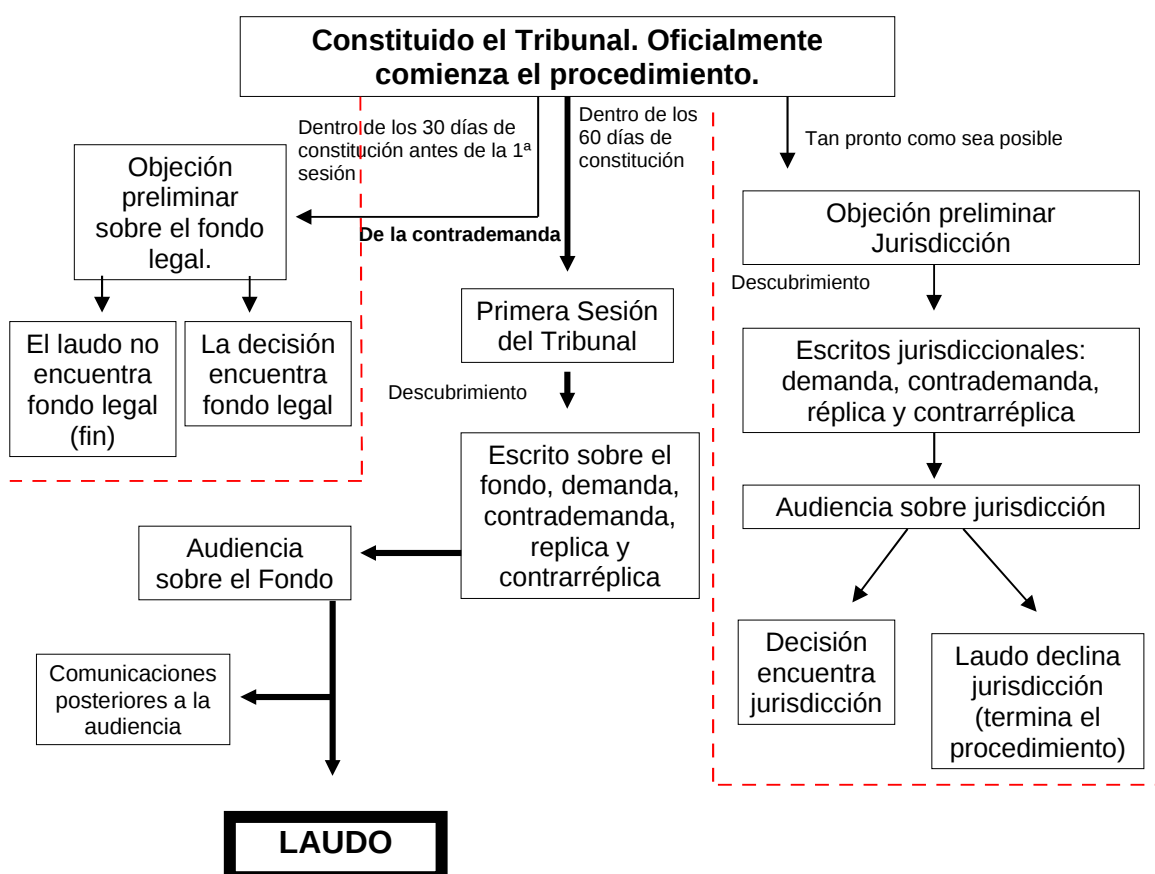 Constituido el Tribunal. Oficialmente
comienza el procedimiento.
Dentro de los 30 días de
constitución antes de la 1ª
sesión
Dentro de los
60 días de
constitución
Tan pronto como sea posible
Objeción
preliminar
sobre el fondo
legal.
De la contrademanda
Objeción preliminar
Jurisdicción
Descubrimiento
El laudo no
encuentra
fondo legal
(fin)
La decisión
encuentra
fondo legal
Primera Sesión
del Tribunal
Descubrimiento
Escritos jurisdiccionales:
demanda, contrademanda,
réplica y contrarréplica
Escrito sobre el
fondo, demanda,
contrademanda,
replica y
contrarréplica
Audiencia sobre jurisdicción
Audiencia
sobre el Fondo
Decisión
encuentra
jurisdicción
Laudo declina
jurisdicción
(termina el
procedimiento)
Comunicaciones
posteriores a la
audiencia
LAUDO